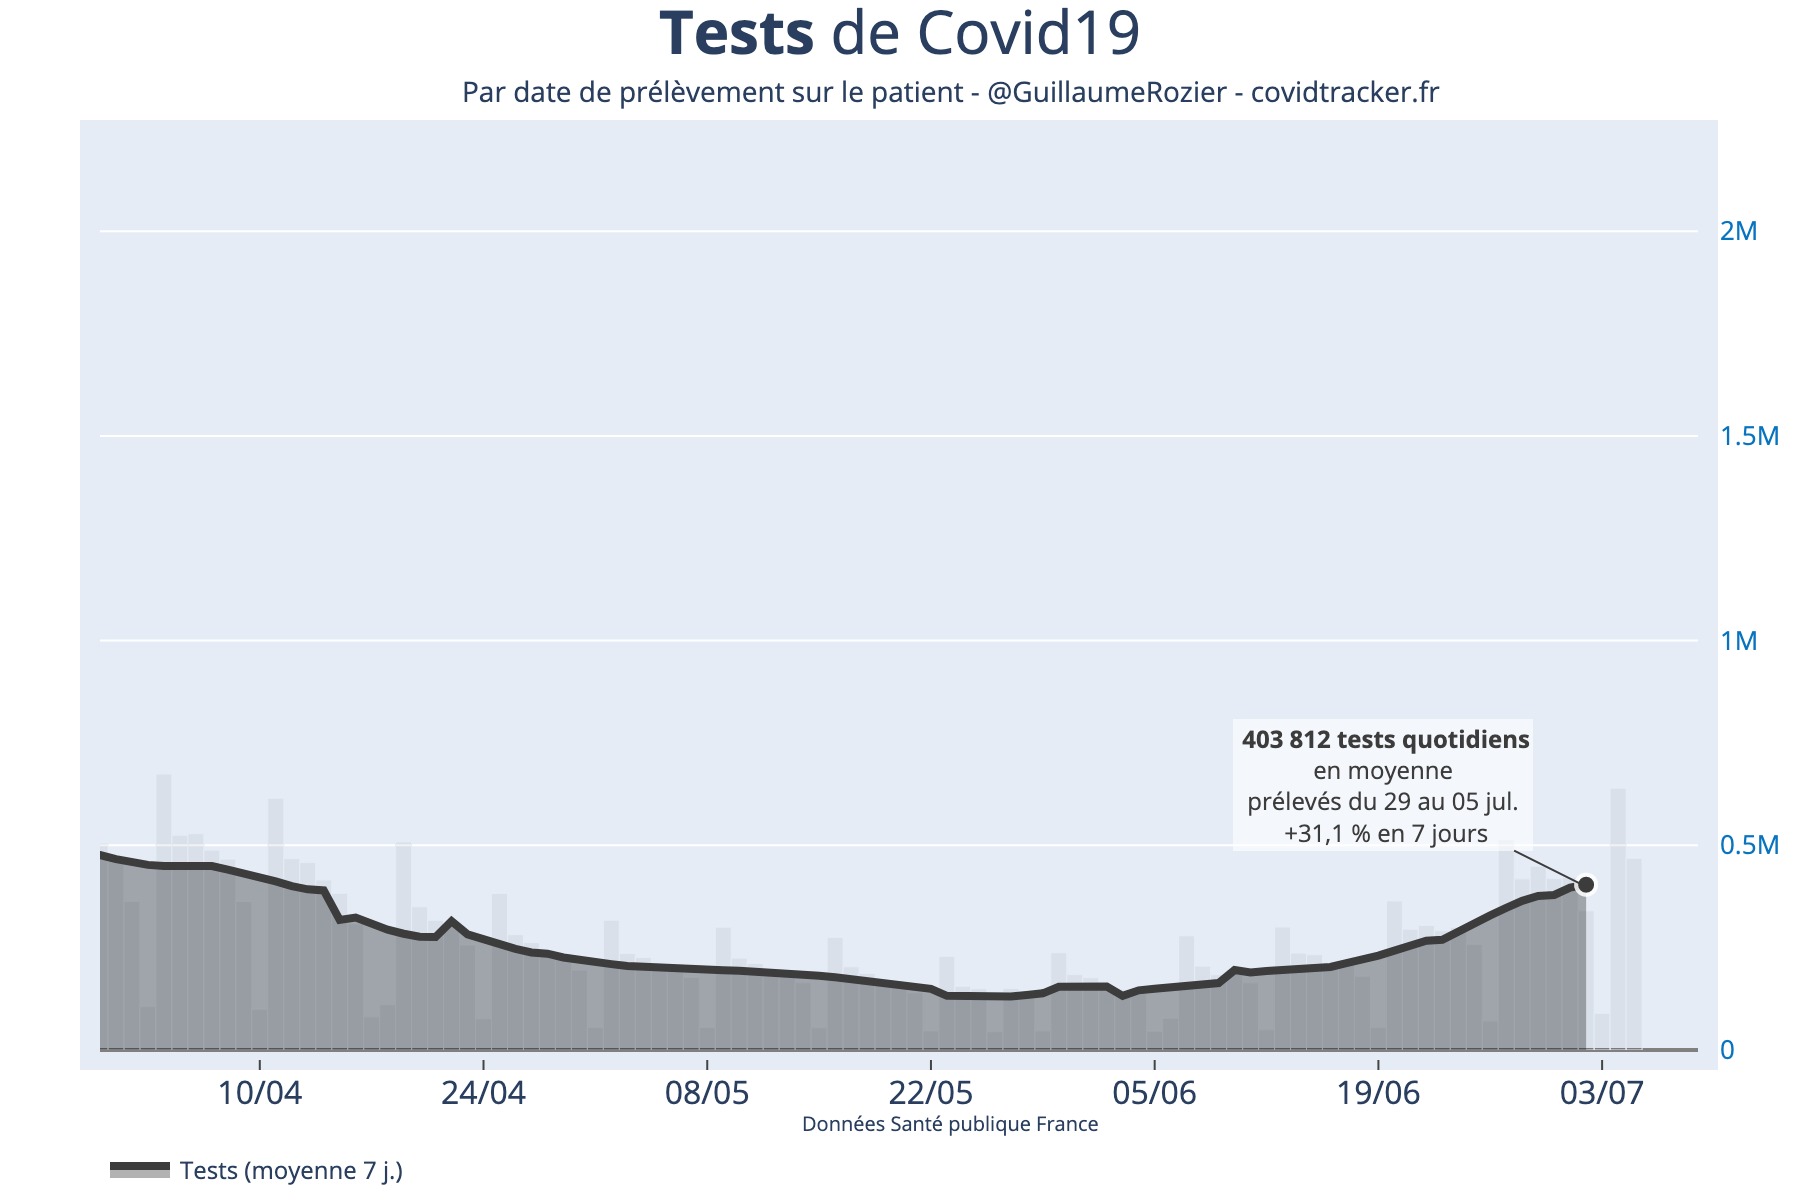 Tests de Covid19
Par date de prélèvement sur le patient - @GuillaumeRozier - covidtracker.fr
2M
1.5M
1M
403 812 tests quotidiens
en moyenne
prélevés du 29 au 05 jul.
+31,1 % en 7 jours
0.5M
0
10/04 24/04 08/05 22/05 05/06 19/06 03/07
Données Santé publique France
Tests (moyenne 7 j.)